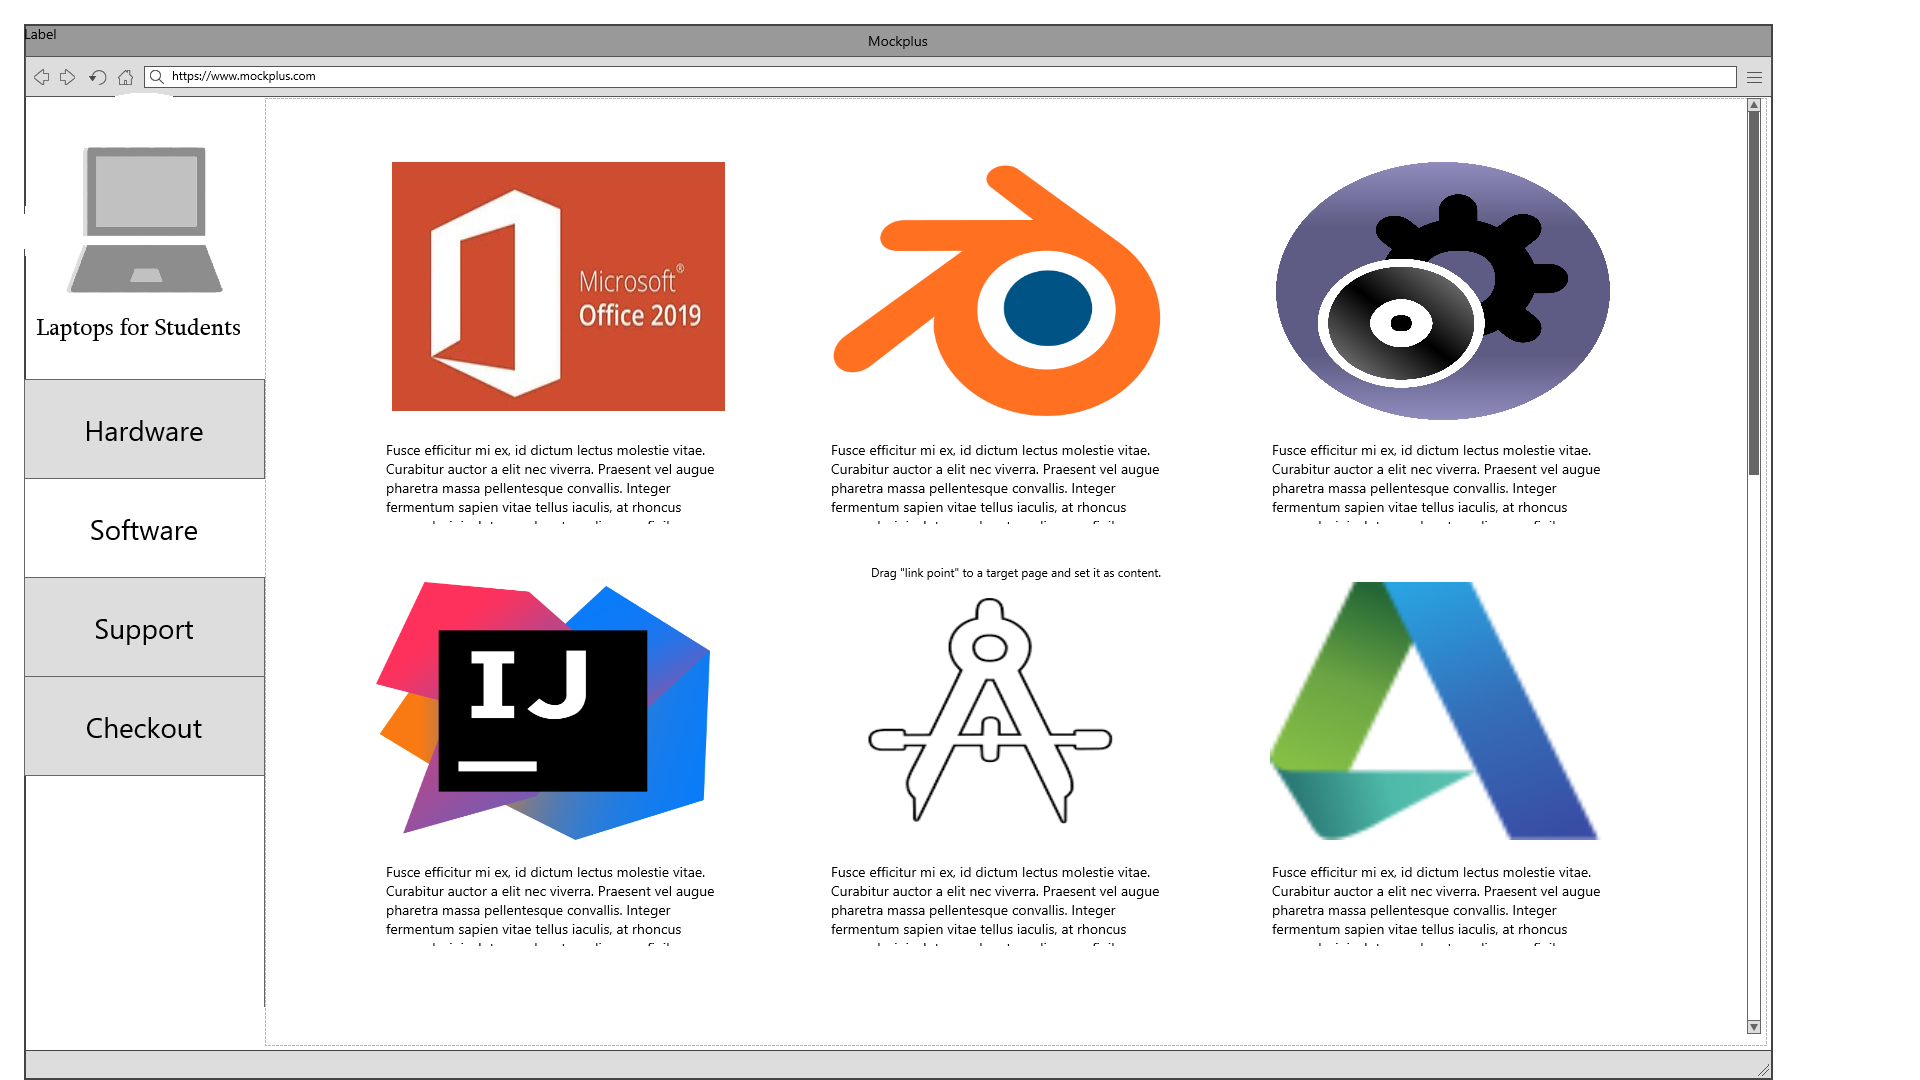 Label
Mockplus
https://www.mockplus.com
Laptops for Students
Hardware
Software
Support
Checkout
Microsoft®
Office 2019
Fusce efficitur mi ex, id dictum lectus molestie vitae.
Curabitur auctor a elit nec viverra. Praesent vel augue
pharetra massa pellentesque convallis. Integer
fermentum sapien vitae tellus iaculis, at rhoncus
Fusce efficitur mi ex, id dictum lectus molestie vitae.
Curabitur auctor a elit nec viverra. Praesent vel augue
pharetra massa pellentesque convallis. Integer
fermentum sapien vitae tellus iaculis, at rhoncus
Fusce efficitur mi ex, id dictum lectus molestie vitae.
Curabitur auctor a elit nec viverra. Praesent vel augue
pharetra massa pellentesque convallis. Integer
fermentum sapien vitae tellus iaculis, at rhoncus
Drag "link point" to a target page and set it as content.
IJ
Fusce efficitur mi ex, id dictum lectus molestie vitae.
Curabitur auctor a elit nec viverra. Praesent vel augue
pharetra massa pellentesque convallis. Integer
fermentum sapien vitae tellus iaculis, at rhoncus
Fusce efficitur mi ex, id dictum lectus molestie vitae.
Curabitur auctor a elit nec viverra. Praesent vel augue
pharetra massa pellentesque convallis. Integer
fermentum sapien vitae tellus iaculis, at rhoncus
Fusce efficitur mi ex, id dictum lectus molestie vitae.
Curabitur auctor a elit nec viverra. Praesent vel augue
pharetra massa pellentesque convallis. Integer
fermentum sapien vitae tellus iaculis, at rhoncus